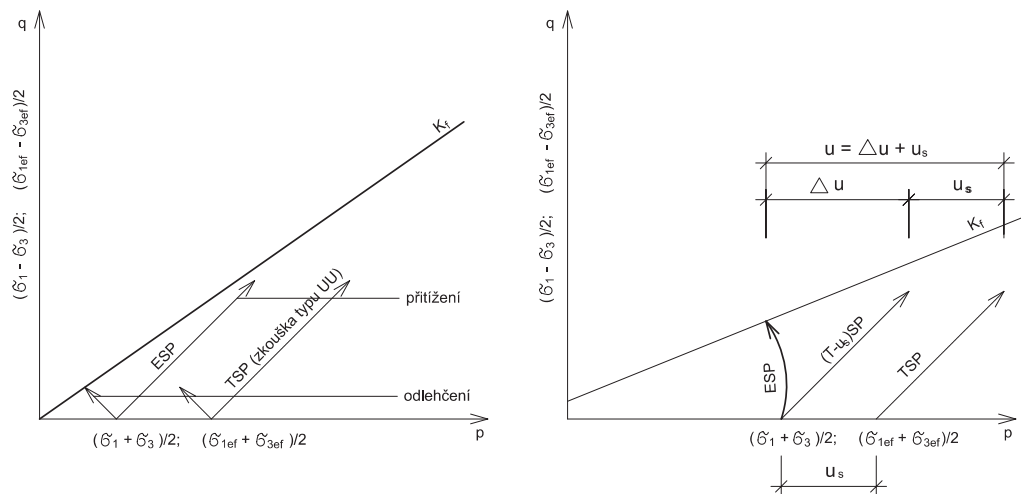 q
(σ₁ - σ₃)/2; (σ₁ef - σ₃ef)/2
K_f
přitížení
ESP
TSP (zkouška typu UU)
odlehčení
p
(σ₁ + σ₃)/2; (σ₁ef + σ₃ef)/2
q
(σ₁ - σ₃)/2; (σ₁ef - σ₃ef)/2
u = △u + uₛ
△u
uₛ
K_f
ESP
(T-uₛ)SP
TSP
p
(σ₁ + σ₃)/2; (σ₁ef + σ₃ef)/2
uₛ